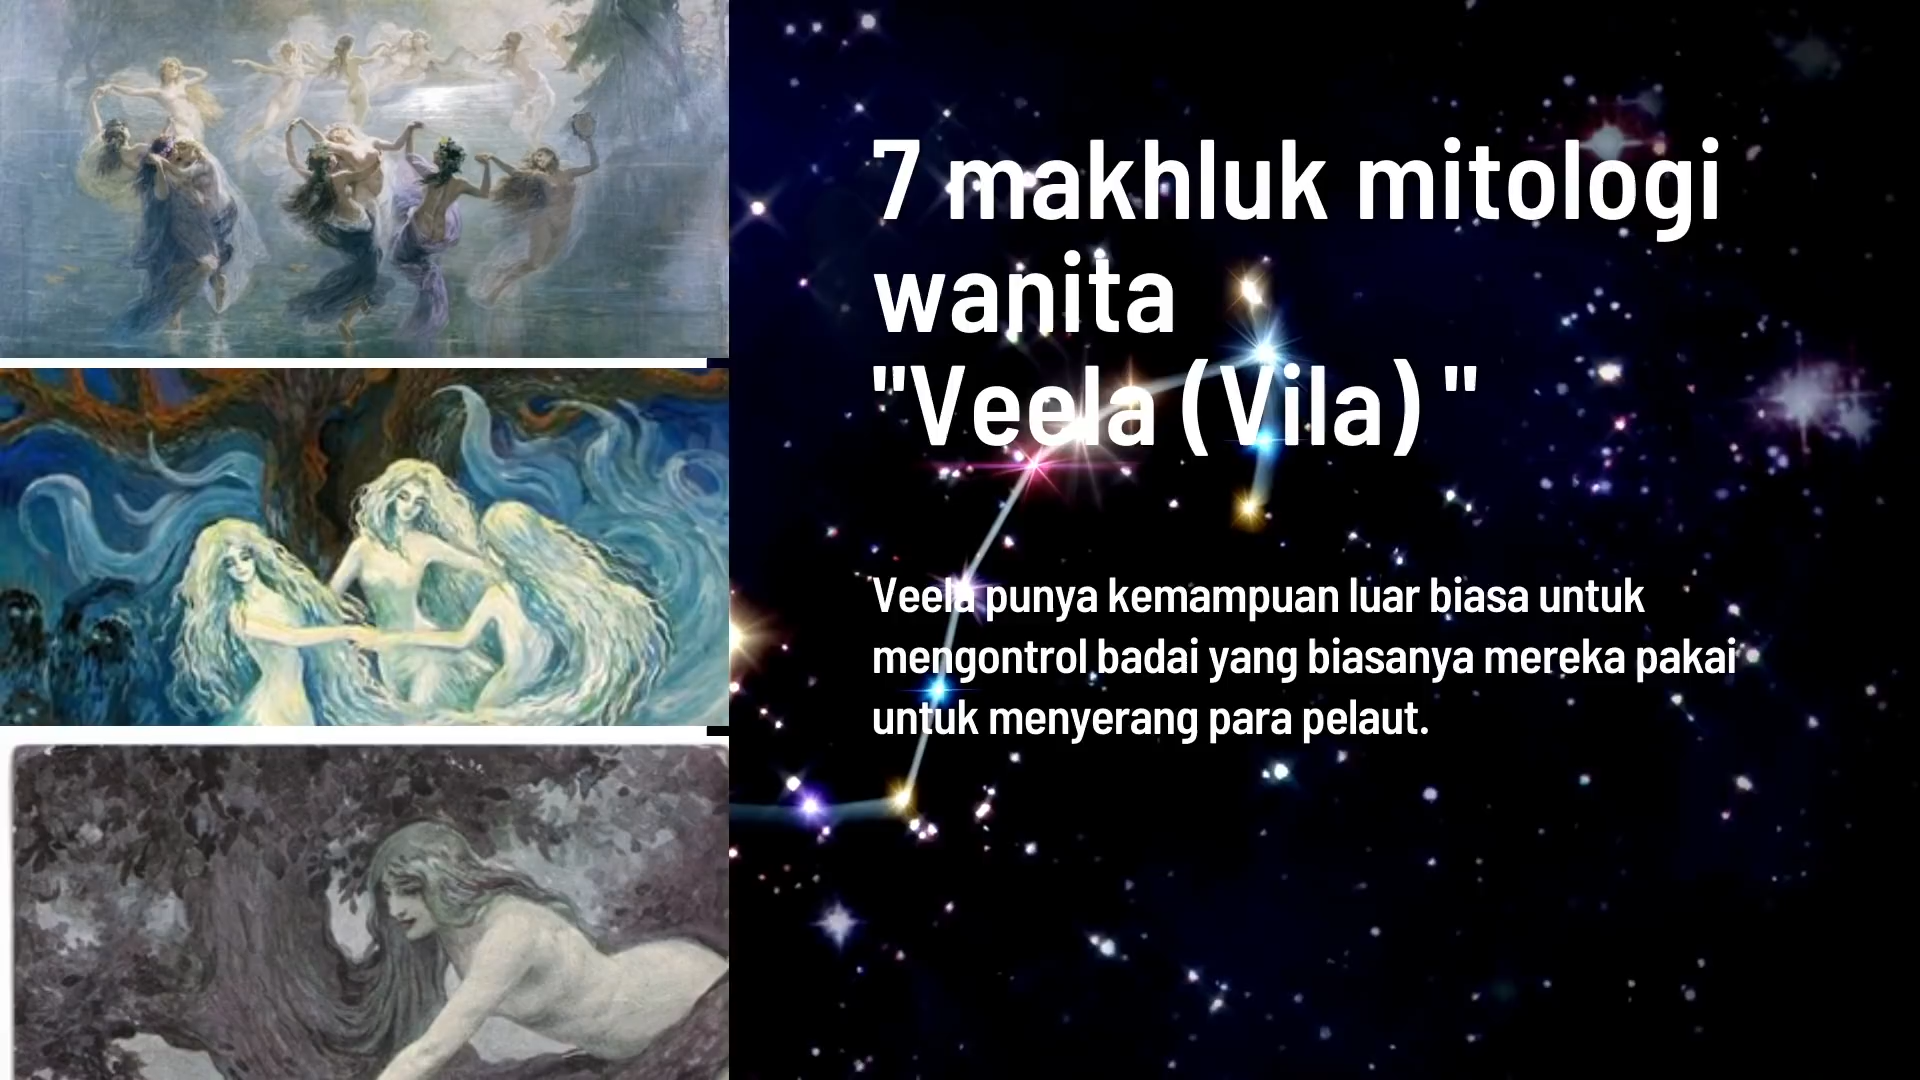 7 makhluk mitologi
wanita
"Veela (Vila) "
Veela punya kemampuan luar biasa untuk
mengontrol badai yang biasanya mereka pakai
untuk menyerang para pelaut.